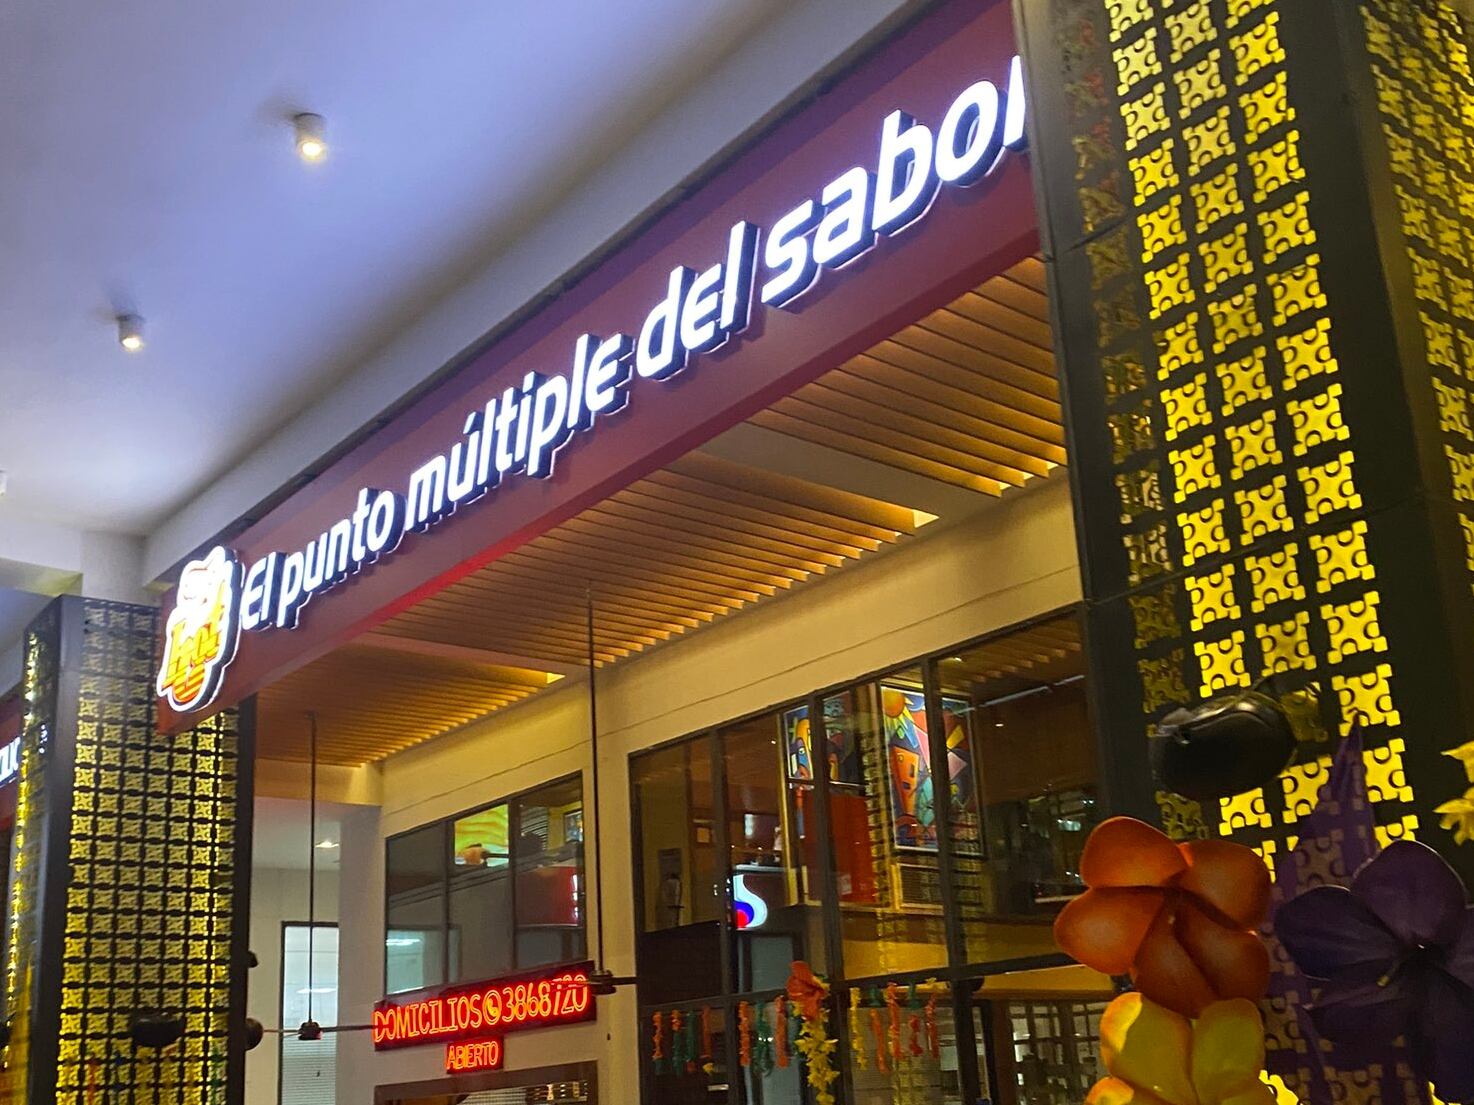 El punto múltiple del sabor
DOMICILIOS 3868720
ABIERTO